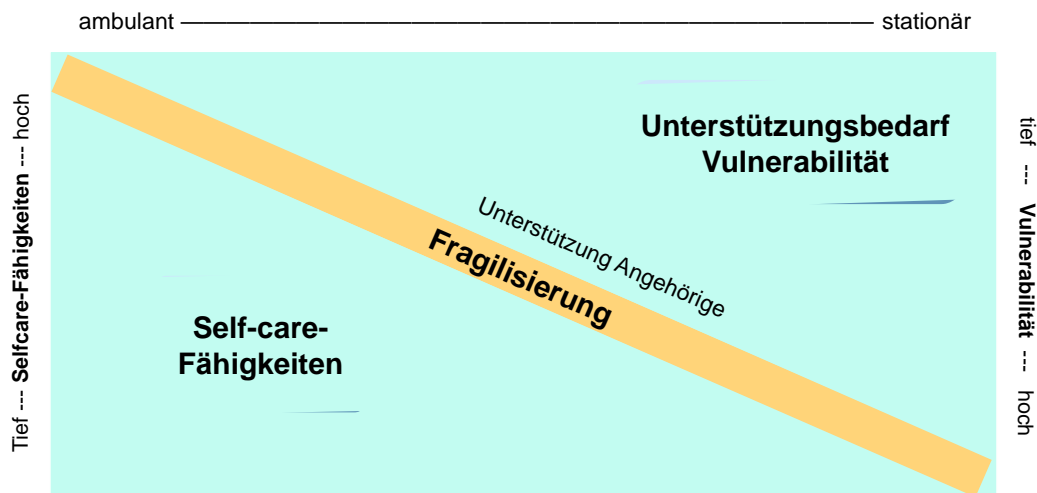 ambulant stationär
Tief --- Selfcare-Fähigkeiten --- hoch
Unterstützungsbedarf
Vulnerabilität
tief --- Vulnerabilität --- hoch
Unterstützung Angehörige
Fragilisierung
Self-care-
Fähigkeiten